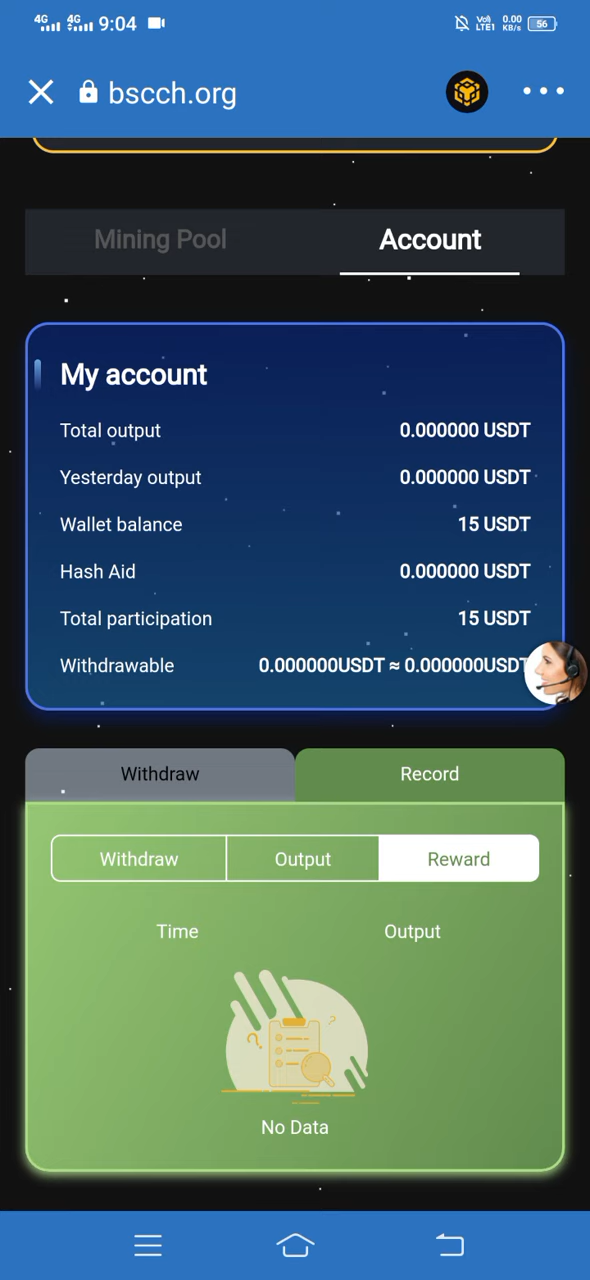 4G 4G 9:04 Vo) LTE1 0.00 KB/s 56
bscch.org
Mining Pool Account
My account
Total output 0.000000 USDT
Yesterday output 0.000000 USDT
Wallet balance 15 USDT
Hash Aid 0.000000 USDT
Total participation 15 USDT
Withdrawable 0.000000USDT ≈ 0.000000USDT
Withdraw Record
Withdraw Output Reward
Time Output
No Data